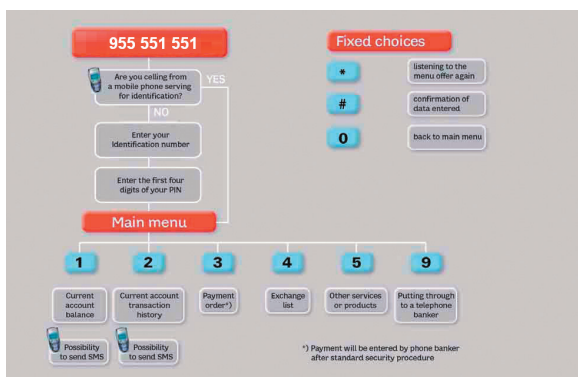 955 551 551
Fixed choices
Are you celling from
a mobile phone serving
for identification?
YES
NO
*
listening to the
menu offer again
#
confirmation of
data entered
0
back to main menu
Enter your
Identification number
Enter the first four
digits of your PIN
Main menu
1
2
3
4
5
9
Current
account
balance
Current account
transaction
history
Payment
order*)
Exchange
list
Other services
or products
Putting through
to a telephone
banker
Possibility
to send SMS
Possibility
to send SMS
*) Payment will be entered by phone banker
after standard security procedure